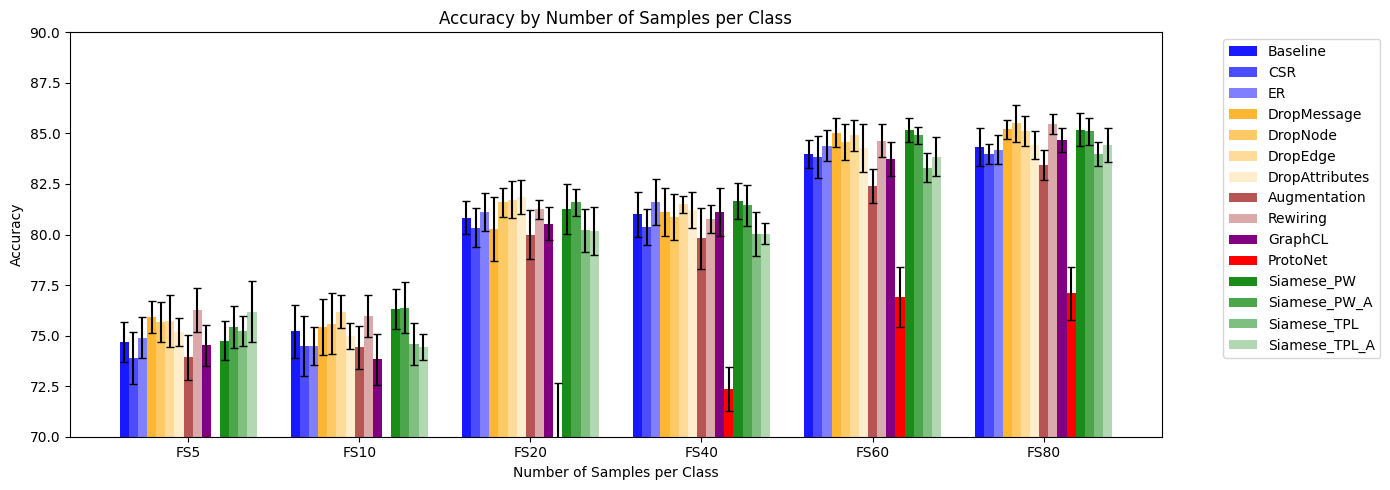 Accuracy by Number of Samples per Class
Accuracy
90.0
87.5
85.0
82.5
80.0
77.5
75.0
72.5
70.0
FS5
FS10
FS20
FS40
FS60
FS80
Number of Samples per Class
Baseline
CSR
ER
DropMessage
DropNode
DropEdge
DropAttributes
Augmentation
Rewiring
GraphCL
ProtoNet
Siamese_PW
Siamese_PW_A
Siamese_TPL
Siamese_TPL_A